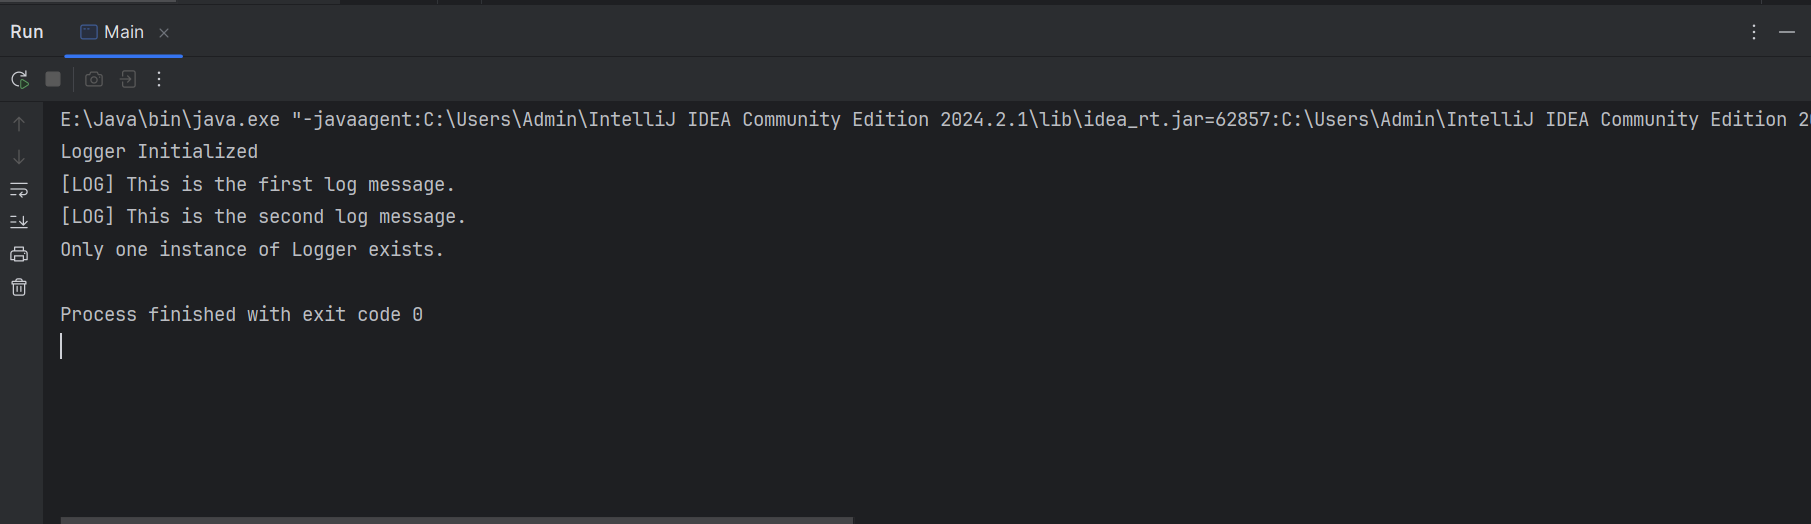 Run Main
E:\Java\bin\java.exe "-javaagent:C:\Users\Admin\IntelliJ IDEA Community Edition 2024.2.1\lib\idea_rt.jar=62857:C:\Users\Admin\IntelliJ IDEA Community Edition 20
Logger Initialized
[LOG] This is the first log message.
[LOG] This is the second log message.
Only one instance of Logger exists.
Process finished with exit code 0